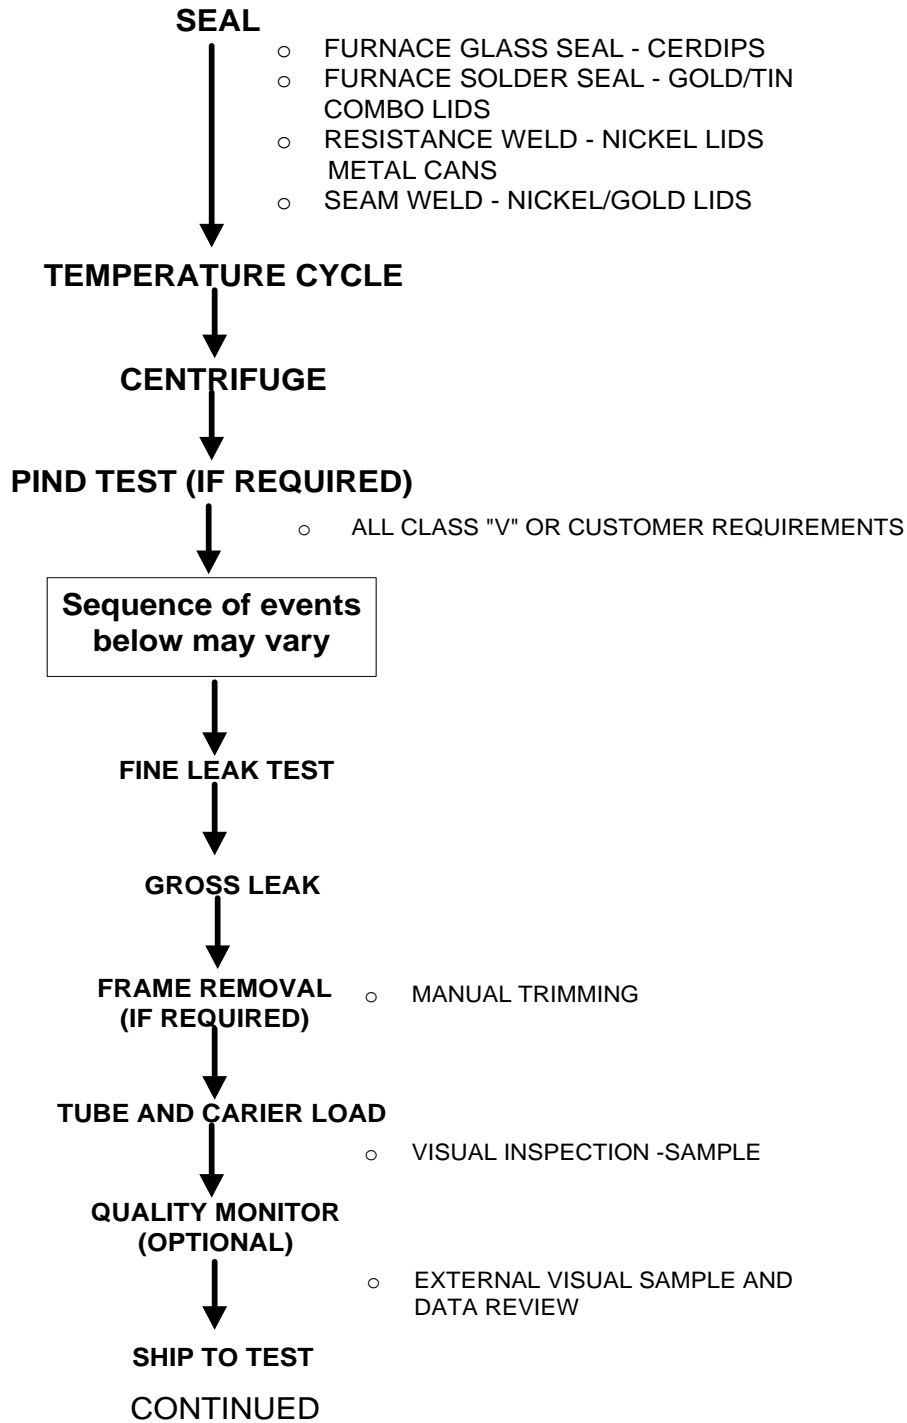 SEAL
o FURNACE GLASS SEAL - CERDIPS
o FURNACE SOLDER SEAL - GOLD/TIN
COMBO LIDS
o RESISTANCE WELD - NICKEL LIDS
METAL CANS
o SEAM WELD - NICKEL/GOLD LIDS
TEMPERATURE CYCLE
CENTRIFUGE
PIND TEST (IF REQUIRED)
o ALL CLASS "V" OR CUSTOMER REQUIREMENTS
Sequence of events
below may vary
FINE LEAK TEST
GROSS LEAK
FRAME REMOVAL
(IF REQUIRED)
o MANUAL TRIMMING
TUBE AND CARIER LOAD
o VISUAL INSPECTION -SAMPLE
QUALITY MONITOR
(OPTIONAL)
o EXTERNAL VISUAL SAMPLE AND
DATA REVIEW
SHIP TO TEST
CONTINUED